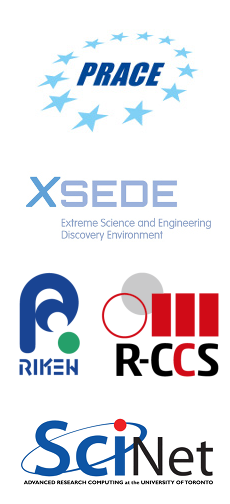 PRACE
XSEDE
Extreme Science and Engineering
Discovery Environment
RIKEN
R-CCS
SciNet
ADVANCED RESEARCH COMPUTING at the UNIVERSITY OF TORONTO